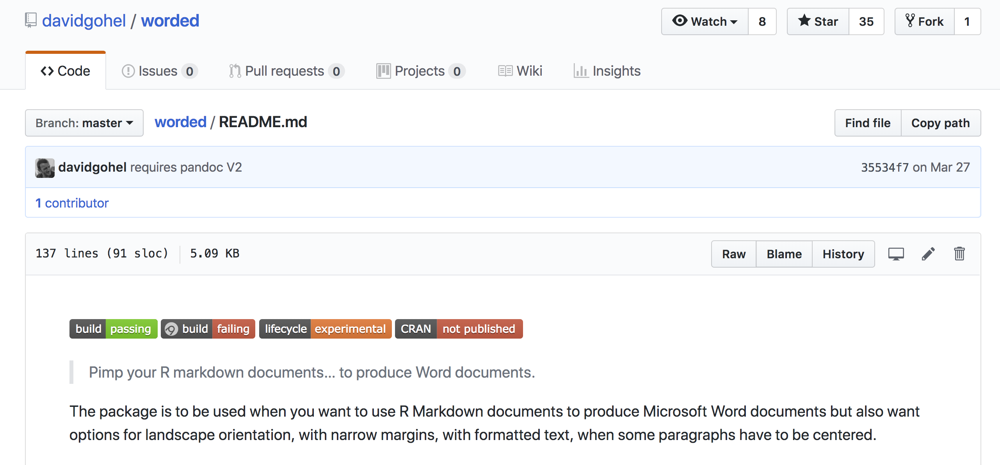 davidgohel / worded
Watch 8 Star 35 Fork 1
Code Issues 0 Pull requests 0 Projects 0 Wiki Insights
Branch: master worded / README.md Find file Copy path
davidgohel requires pandoc V2 35534f7 on Mar 27
1 contributor
137 lines (91 sloc) 5.09 KB Raw Blame History
build passing build failing lifecycle experimental CRAN not published
Pimp your R markdown documents... to produce Word documents.
The package is to be used when you want to use R Markdown documents to produce Microsoft Word documents but also want
options for landscape orientation, with narrow margins, with formatted text, when some paragraphs have to be centered.